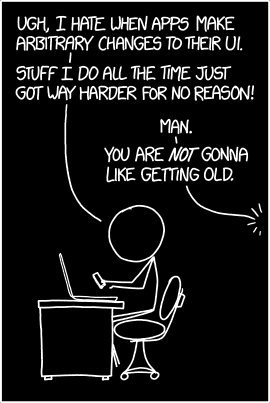 UGH, I HATE WHEN APPS MAKE
ARBITRARY CHANGES TO THEIR UI.
STUFF I DO ALL THE TIME JUST
GOT WAY HARDER FOR NO REASON!
MAN.
YOU ARE NOT GONNA
LIKE GETTING OLD.